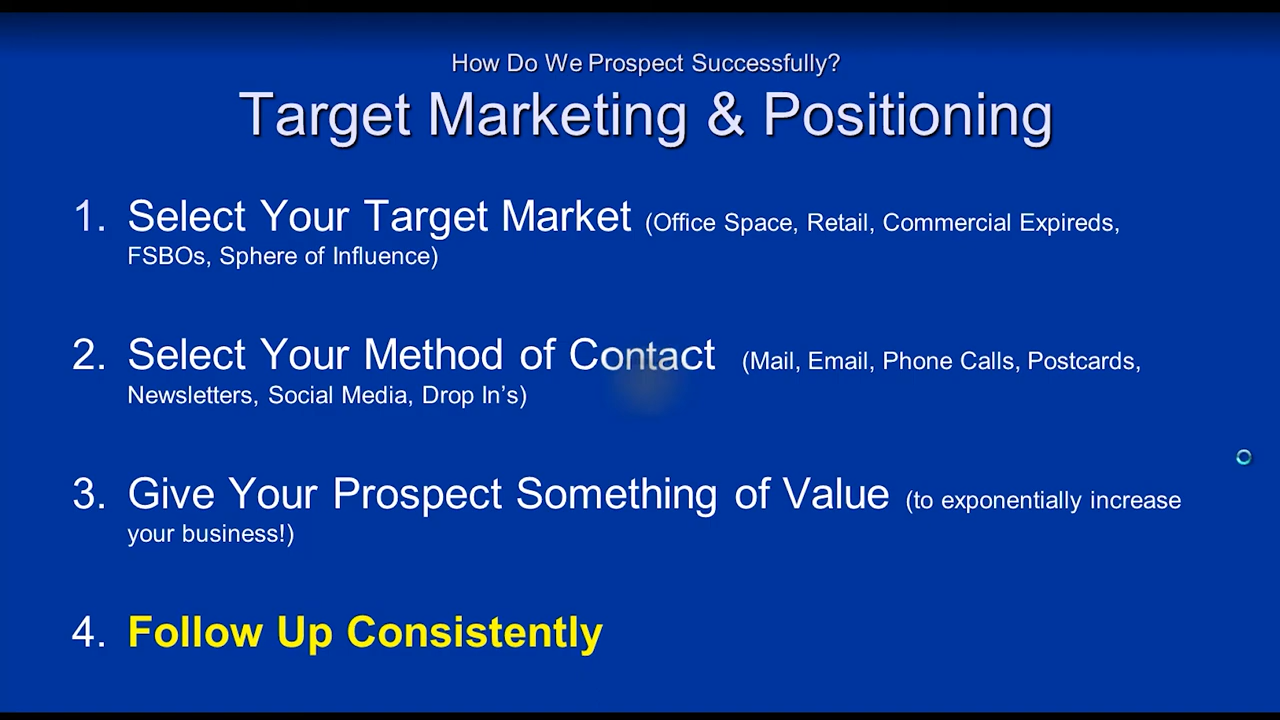 How Do We Prospect Successfully?
Target Marketing & Positioning
1. Select Your Target Market (Office Space, Retail, Commercial Expireds,
FSBOs, Sphere of Influence)
2. Select Your Method of Contact (Mail, Email, Phone Calls, Postcards,
Newsletters, Social Media, Drop In’s)
3. Give Your Prospect Something of Value (to exponentially increase
your business!)
4. Follow Up Consistently